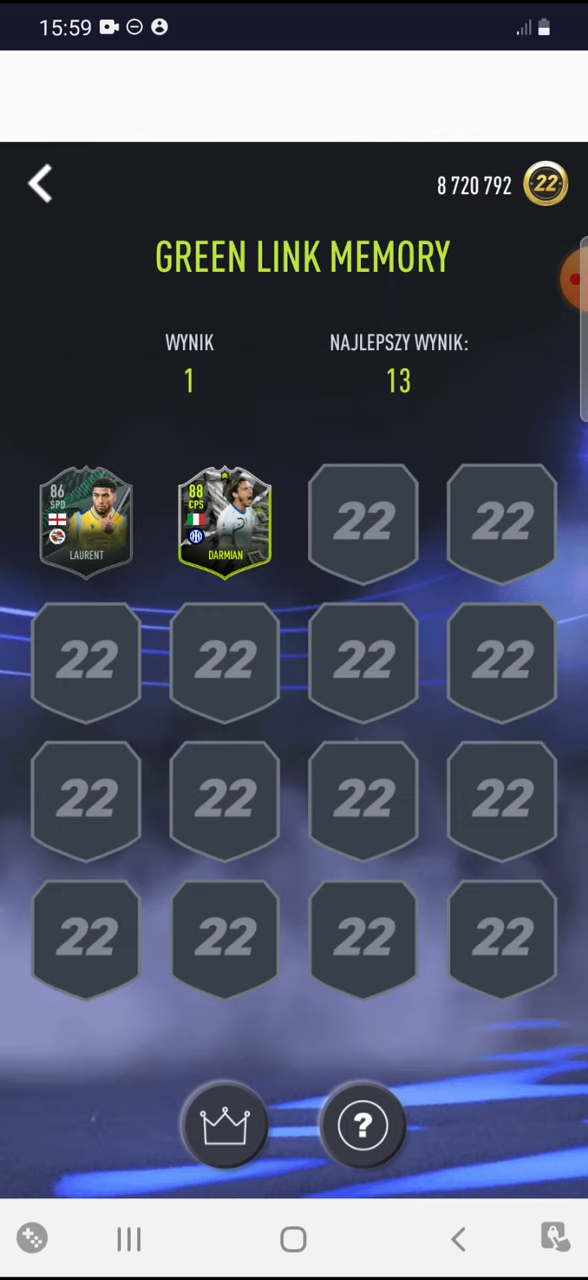 15:59
8 720 792 22
GREEN LINK MEMORY
WYNIK NAJLEPSZY WYNIK:
1 13
86 88
ŚPD CPS
LAURENT DARMIAN
22 22
22 22 22 22
22 22 22 22
22 22 22 22
?